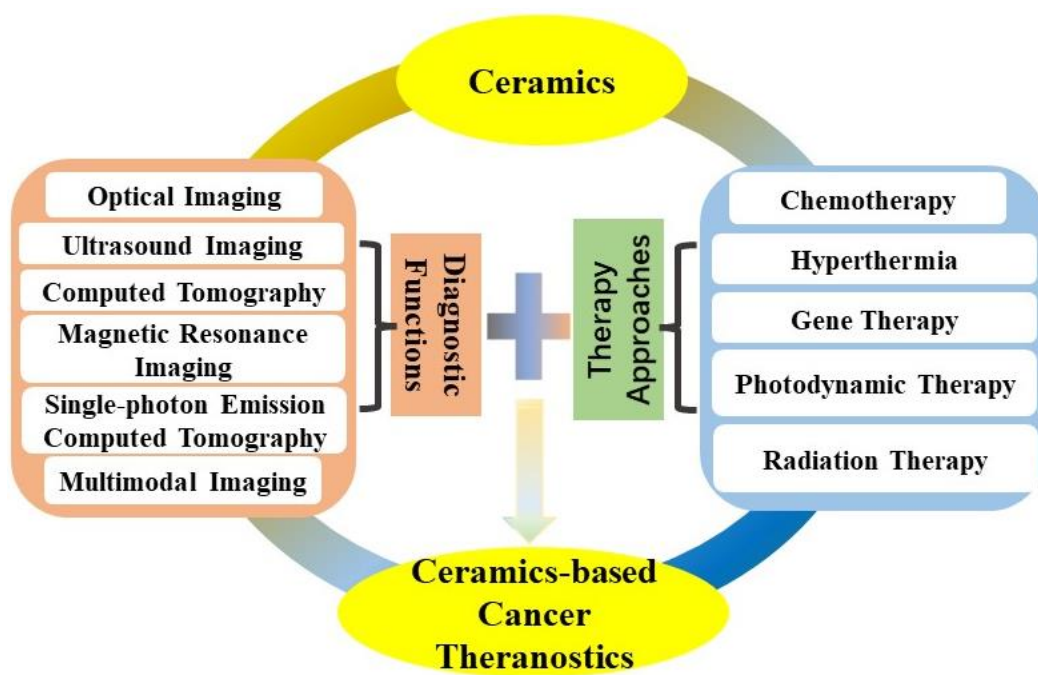 Ceramics
Optical Imaging
Ultrasound Imaging
Computed Tomography
Magnetic Resonance
Imaging
Single-photon Emission
Computed Tomography
Multimodal Imaging
Diagnostic
Functions
Therapy
Approaches
Chemotherapy
Hyperthermia
Gene Therapy
Photodynamic Therapy
Radiation Therapy
Ceramics-based
Cancer
Theranostics